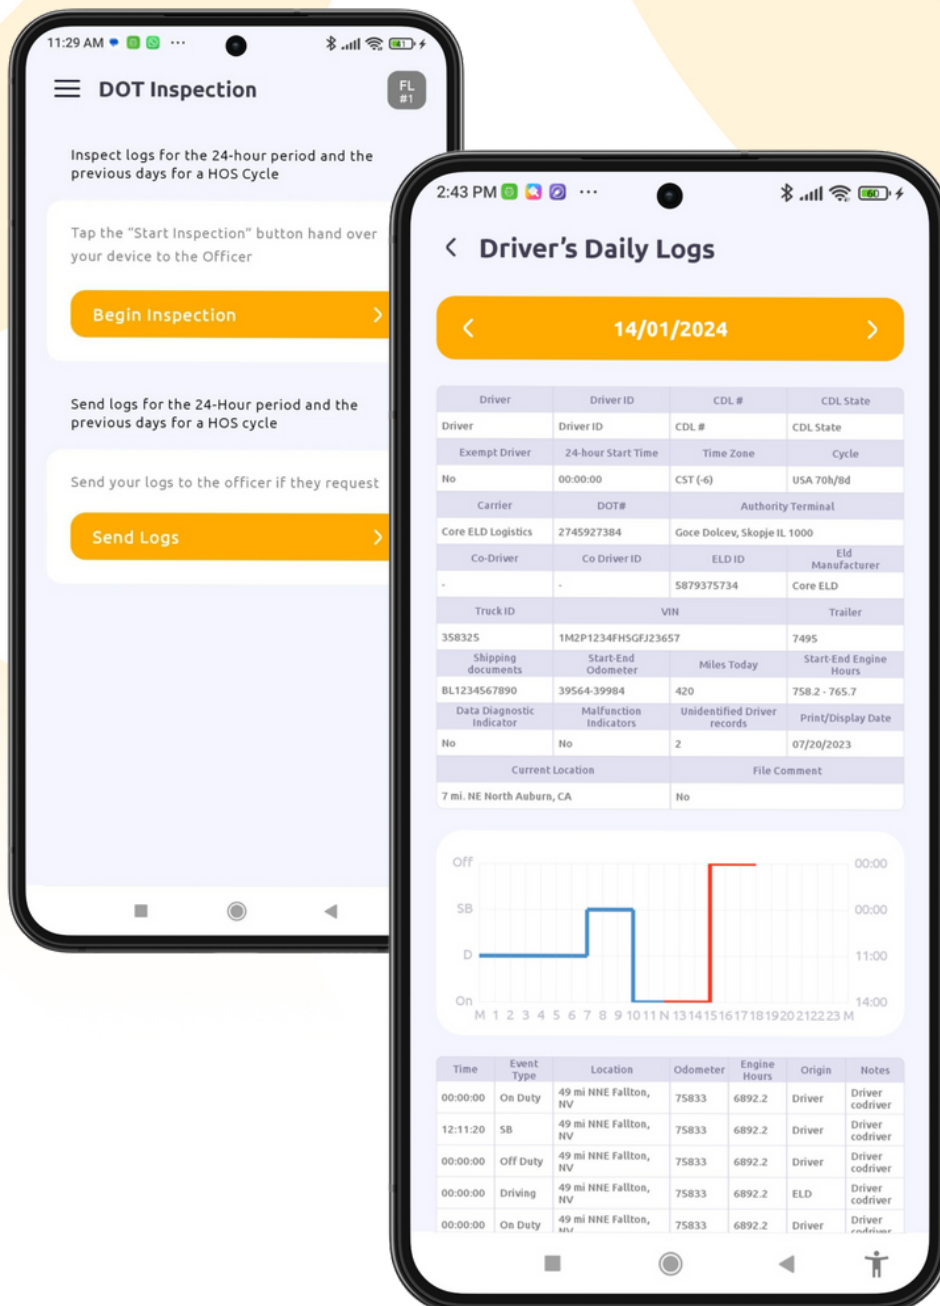 11:29 AM
41
DOT Inspection
FL
#1
Inspect logs for the 24-hour period and the
previous days for a HOS Cycle
Tap the “Start Inspection” button hand over
your device to the Officer
Begin Inspection
Send logs for the 24-Hour period and the
previous days for a HOS cycle
Send your logs to the officer if they request
Send Logs
2:43 PM
60
Driver’s Daily Logs
14/01/2024
Driver Driver ID CDL # CDL State
Driver Driver ID CDL # CDL State
Exempt Driver 24-hour Start Time Time Zone Cycle
No 00:00:00 CST (-6) USA 70h/8d
Carrier DOT# Authority Terminal
Core ELD Logistics 2745927384 Goce Dolcev, Skopje IL 1000
Co-Driver Co Driver ID ELD ID Eld
Manufacturer
- - 5879375734 Core ELD
Truck ID VIN Trailer
358325 1M2P1234FHSGFJ23657 7495
Shipping
documents Start-End
Odometer Miles Today Start-End Engine
Hours
BL1234567890 39564-39984 420 758.2 - 765.7
Data Diagnostic
Indicator Malfunction
Indicators Unidentified Driver
records Print/Display Date
No No 2 07/20/2023
Current Location File Comment
7 mi. NE North Auburn, CA No
Off 00:00
SB 00:00
D 11:00
On 14:00
M 1 2 3 4 5 6 7 8 9 10 11 N 13 14 15 16 17 18 19 20 21 22 23 M
Time Event
Type Location Odometer Engine
Hours Origin Notes
00:00:00 On Duty 49 mi NNE Fallton,
NV 75833 6892.2 Driver Driver
codriver
12:11:20 SB 49 mi NNE Fallton,
NV 75833 6892.2 Driver Driver
codriver
00:00:00 Off Duty 49 mi NNE Fallton,
NV 75833 6892.2 Driver Driver
codriver
00:00:00 Driving 49 mi NNE Fallton,
NV 75833 6892.2 ELD Driver
codriver
00:00:00 On Duty 49 mi NNE Fallton,
NV 75833 6892.2 Driver Driver
codriver